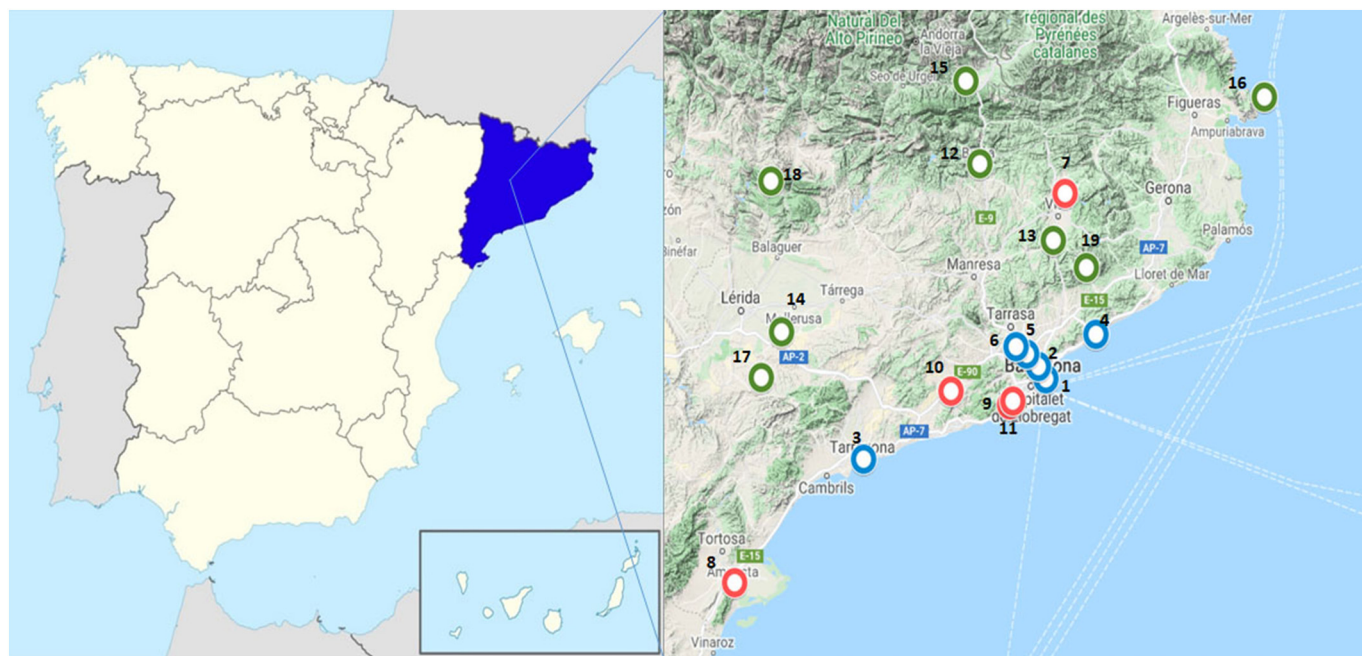 Natural Del
Alto Pirineo
régional des
Pyrénées
catalanes
Argelès-sur-Mer
Andorra
la Vieja
Seo de Urgel
15
16
Figueras
Ampuriabrava
12
7
18
Gerona
E-9
13
19
Palamós
AP-7
Balaguer
Binéfar
Manresa
Lloret de Mar
Lérida
Tárrega
14
E-15
Mollerusa
Tarrasa
4
6
5
2
AP-2
17
10
E-90
1
9
11
AP-7
3
Cambrils
Tortosa
E-15
8
Vinaroz